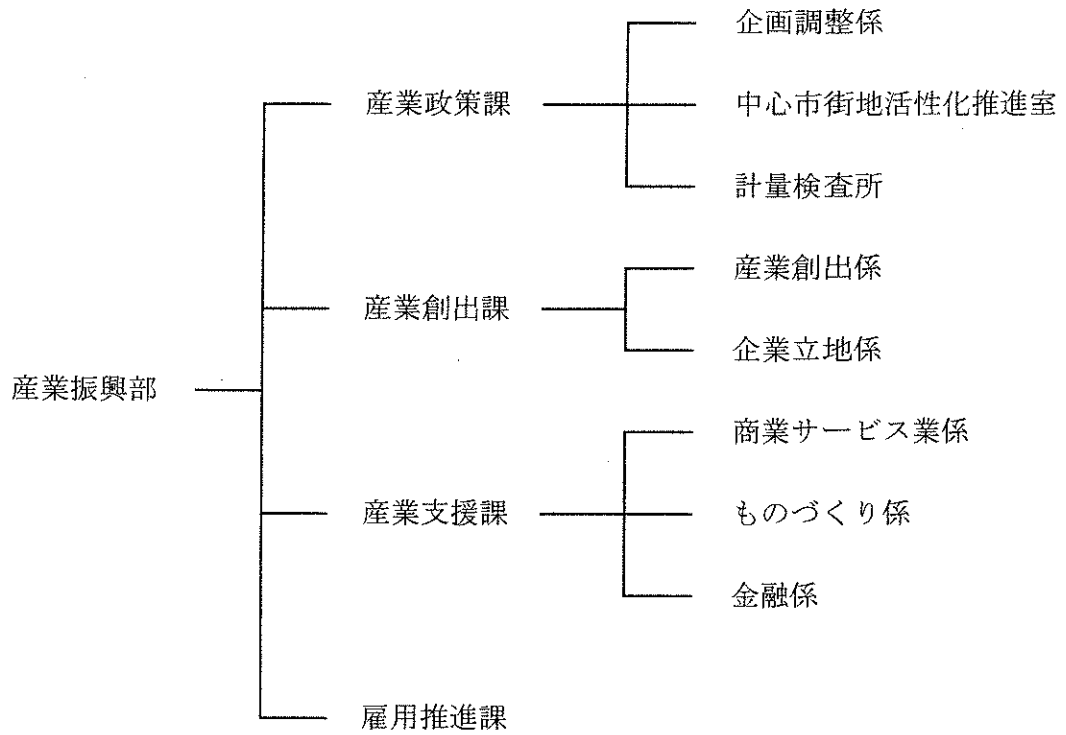 産業振興部
産業政策課
企画調整係
中心市街地活性化推進室
計量検査所
産業創出課
産業創出係
企業立地係
産業支援課
商業サービス業係
ものづくり係
金融係
雇用推進課